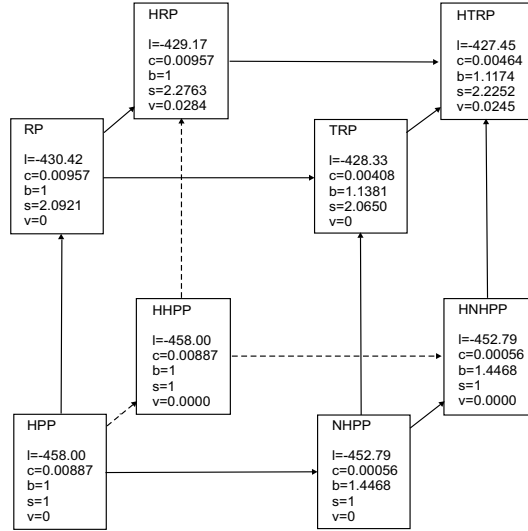 HRP
l=-429.17
c=0.00957
b=1
s=2.2763
v=0.0284
HTRP
l=-427.45
c=0.00464
b=1.1174
s=2.2252
v=0.0245
RP
l=-430.42
c=0.00957
b=1
s=2.0921
v=0
TRP
l=-428.33
c=0.00408
b=1.1381
s=2.0650
v=0
HHPP
l=-458.00
c=0.00887
b=1
s=1
v=0.0000
HNHPP
l=-452.79
c=0.00056
b=1.4468
s=1
v=0.0000
HPP
l=-458.00
c=0.00887
b=1
s=1
v=0
NHPP
l=-452.79
c=0.00056
b=1.4468
s=1
v=0